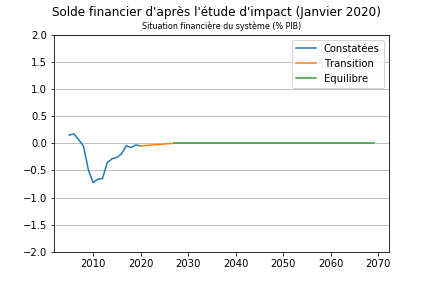 Solde financier d'après l'étude d'impact (Janvier 2020)
Situation financière du système (% PIB)
2.0
1.5
1.0
0.5
0.0
−0.5
−1.0
−1.5
−2.0
Constatées
Transition
Equilibre
2010 2020 2030 2040 2050 2060 2070